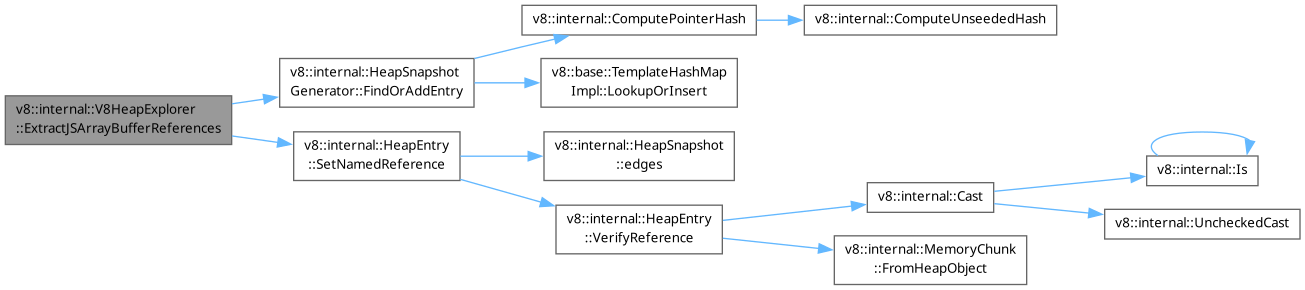 v8::internal::V8HeapExplorer
::ExtractJSArrayBufferReferences
v8::internal::HeapSnapshot
Generator::FindOrAddEntry
v8::internal::ComputePointerHash
v8::internal::ComputeUnseededHash
v8::base::TemplateHashMap
Impl::LookupOrInsert
v8::internal::HeapEntry
::SetNamedReference
v8::internal::HeapSnapshot
::edges
v8::internal::HeapEntry
::VerifyReference
v8::internal::Cast
v8::internal::Is
v8::internal::UncheckedCast
v8::internal::MemoryChunk
::FromHeapObject